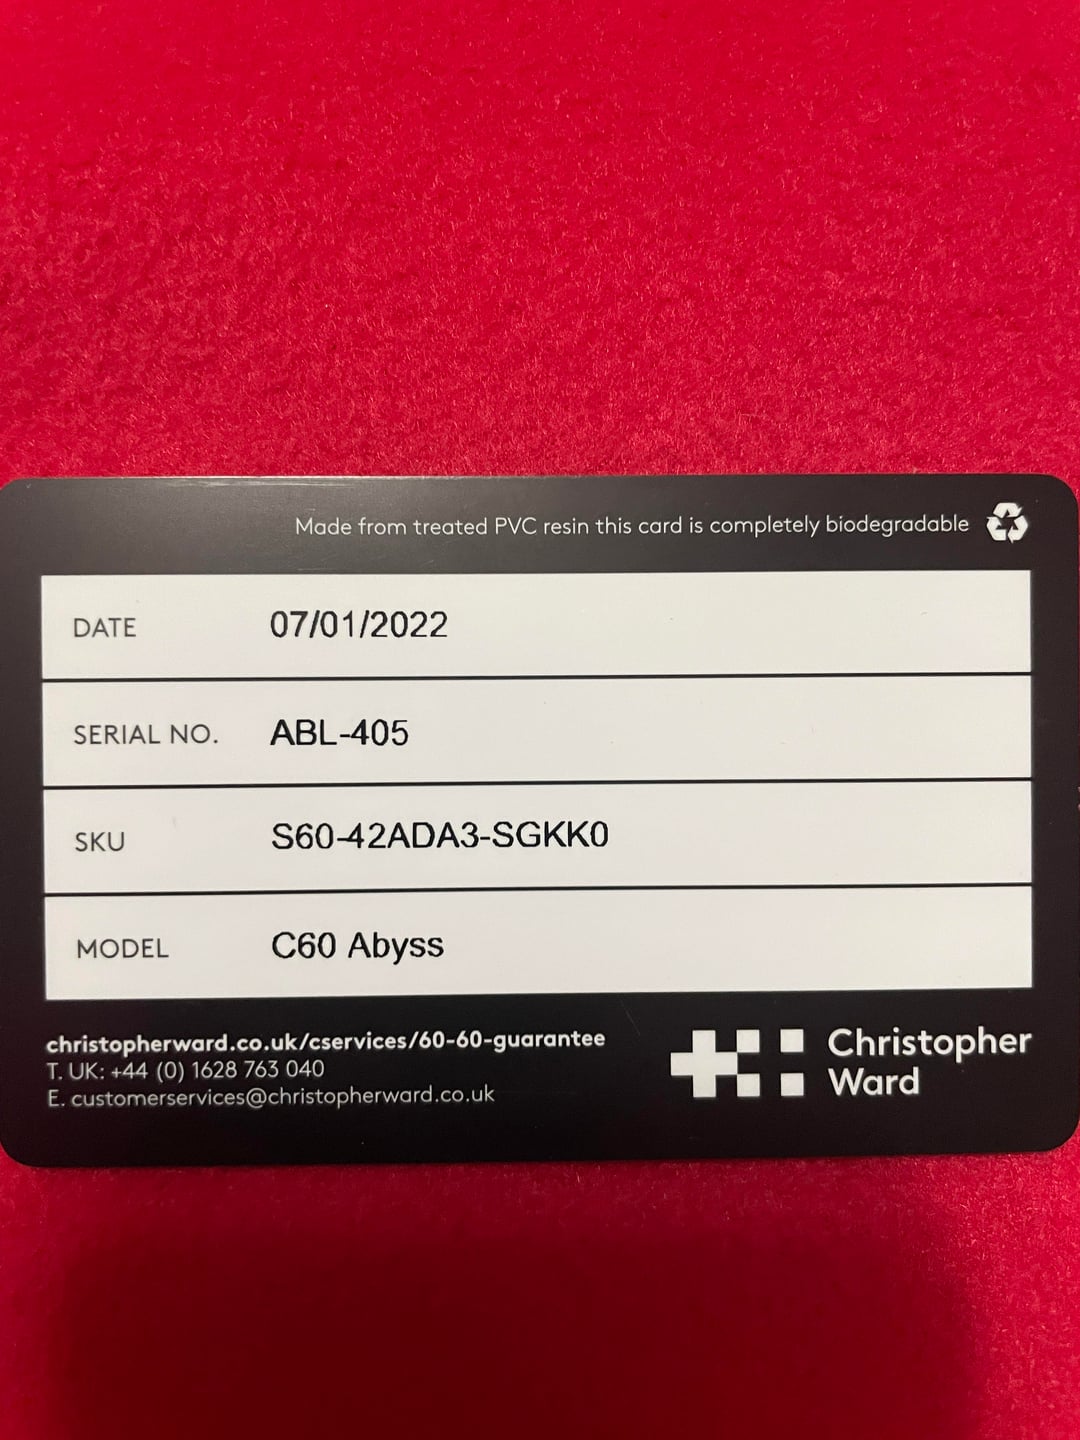 Made from treated PVC resin this card is completely biodegradable
DATE 07/01/2022
SERIAL NO. ABL-405
SKU S60-42ADA3-SGKK0
MODEL C60 Abyss
christopherward.co.uk/cservices/60-60-guarantee
T. UK: +44 (0) 1628 763 040
E. customerservices@christopherward.co.uk
Christopher
Ward